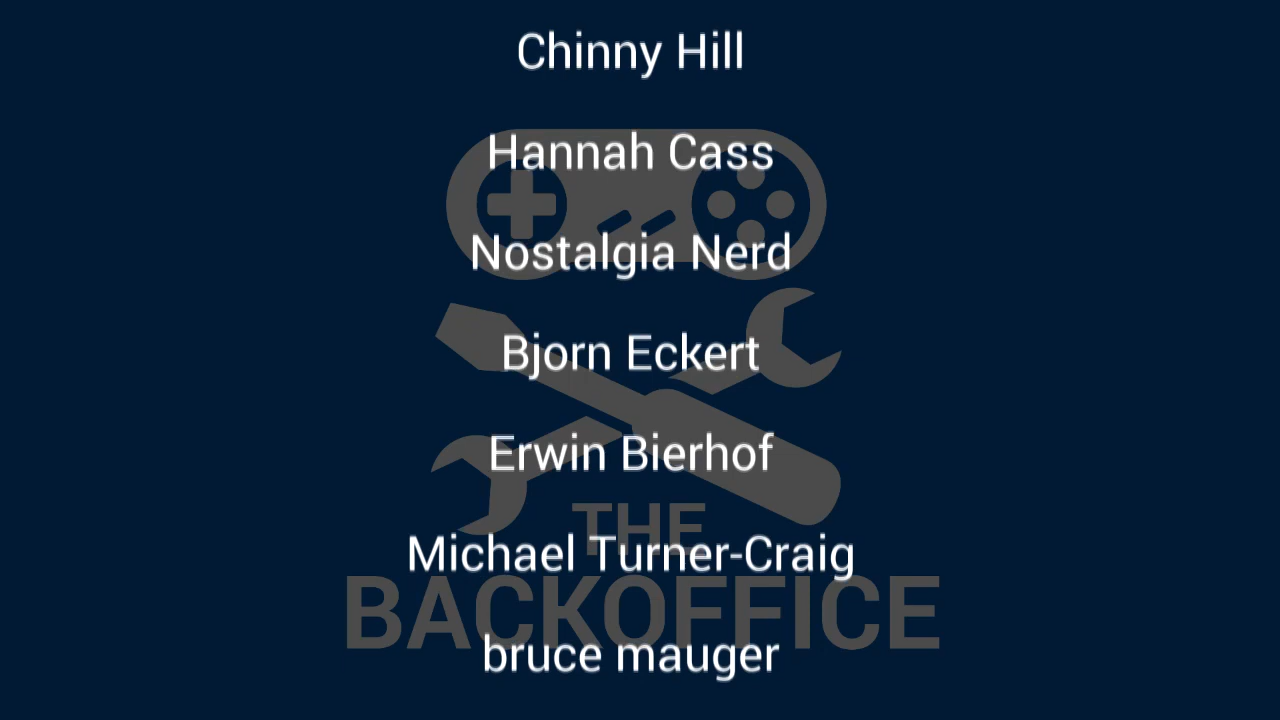 Chinny Hill
Hannah Cass
Nostalgia Nerd
Bjorn Eckert
Erwin Bierhof
THE
Michael Turner-Craig
BACKOFFICE
bruce mauger